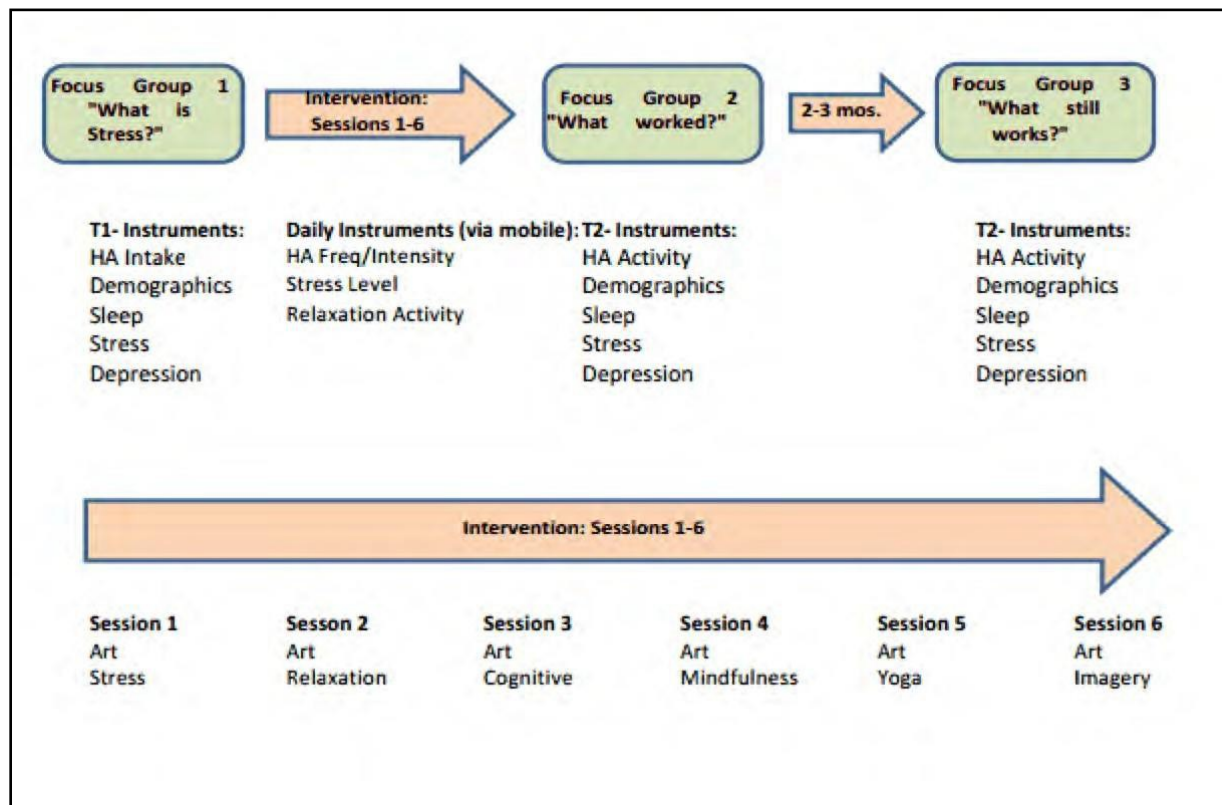 Focus Group 1
"What is
Stress?"
Intervention:
Sessions 1-6
Focus Group 2
"What worked?"
2-3 mos.
Focus Group 3
"What still
works?"
T1- Instruments:
HA Intake
Demographics
Sleep
Stress
Depression
Daily Instruments (via mobile):
HA Freq/Intensity
Stress Level
Relaxation Activity
T2- Instruments:
HA Activity
Demographics
Sleep
Stress
Depression
T2- Instruments:
HA Activity
Demographics
Sleep
Stress
Depression
Intervention: Sessions 1-6
Session 1
Art
Stress
Sesson 2
Art
Relaxation
Session 3
Art
Cognitive
Session 4
Art
Mindfulness
Session 5
Art
Yoga
Session 6
Art
Imagery